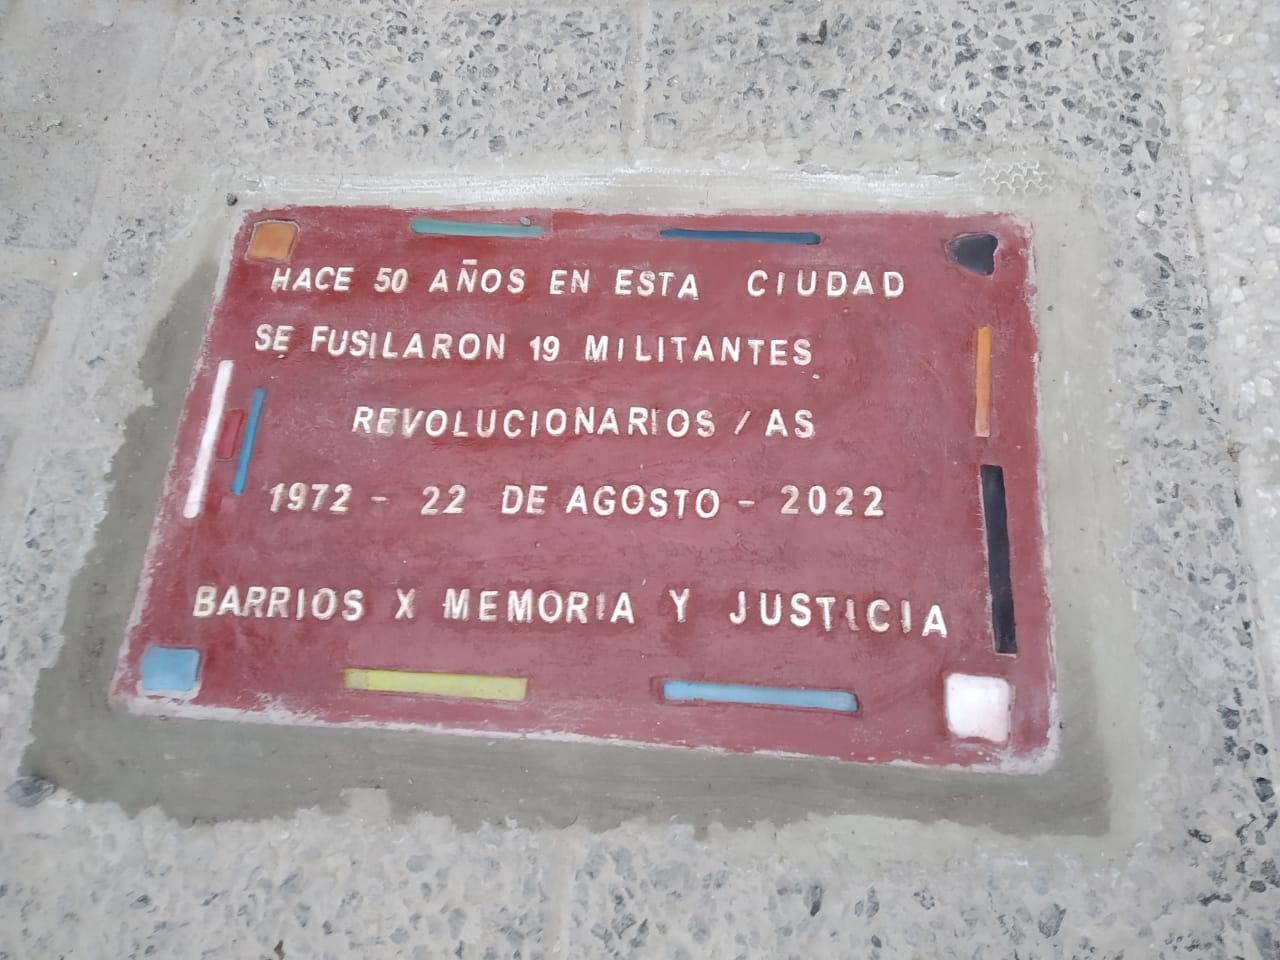 HACE 50 AÑOS EN ESTA CIUDAD
SE FUSILARON 19 MILITANTES
REVOLUCIONARIOS / AS
1972 - 22 DE AGOSTO - 2022
BARRIOS X MEMORIA Y JUSTICIA